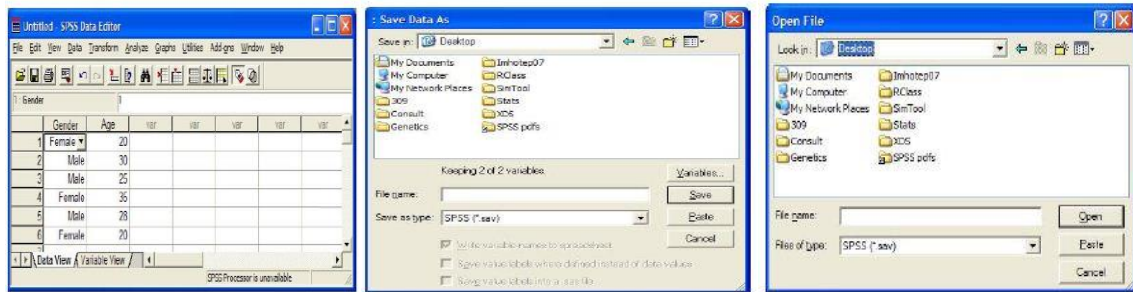 Untitled - SPSS Data Editor
File Edit View Data Transform Analyze Graphs Utilities Add-ons Window Help
1 : Gender 1
Gender Age var var var var var
1 Female 20
2 Male 30
3 Male 25
4 Female 35
5 Male 28
6 Female 20
Data View Variable View
SPSS Processor is unavailable
: Save Data As
Save in: Desktop
My Documents Imhotep07
My Computer RClass
My Network Places SimTool
309 Stats
Consult XDS
Genetics SPSS pdfs
Keeping 2 of 2 variables.
Variables...
File name: Save
Save as type: SPSS (*.sav) Paste
Cancel
Write variable names to spreadsheet
Save value labels where defined instead of data values
Save value labels into a .sas file
Open File
Look in: Desktop
My Documents Imhotep07
My Computer RClass
My Network Places SimTool
309 Stats
Consult XDS
Genetics SPSS pdfs
File name: Open
Files of type: SPSS (*.sav) Paste
Cancel